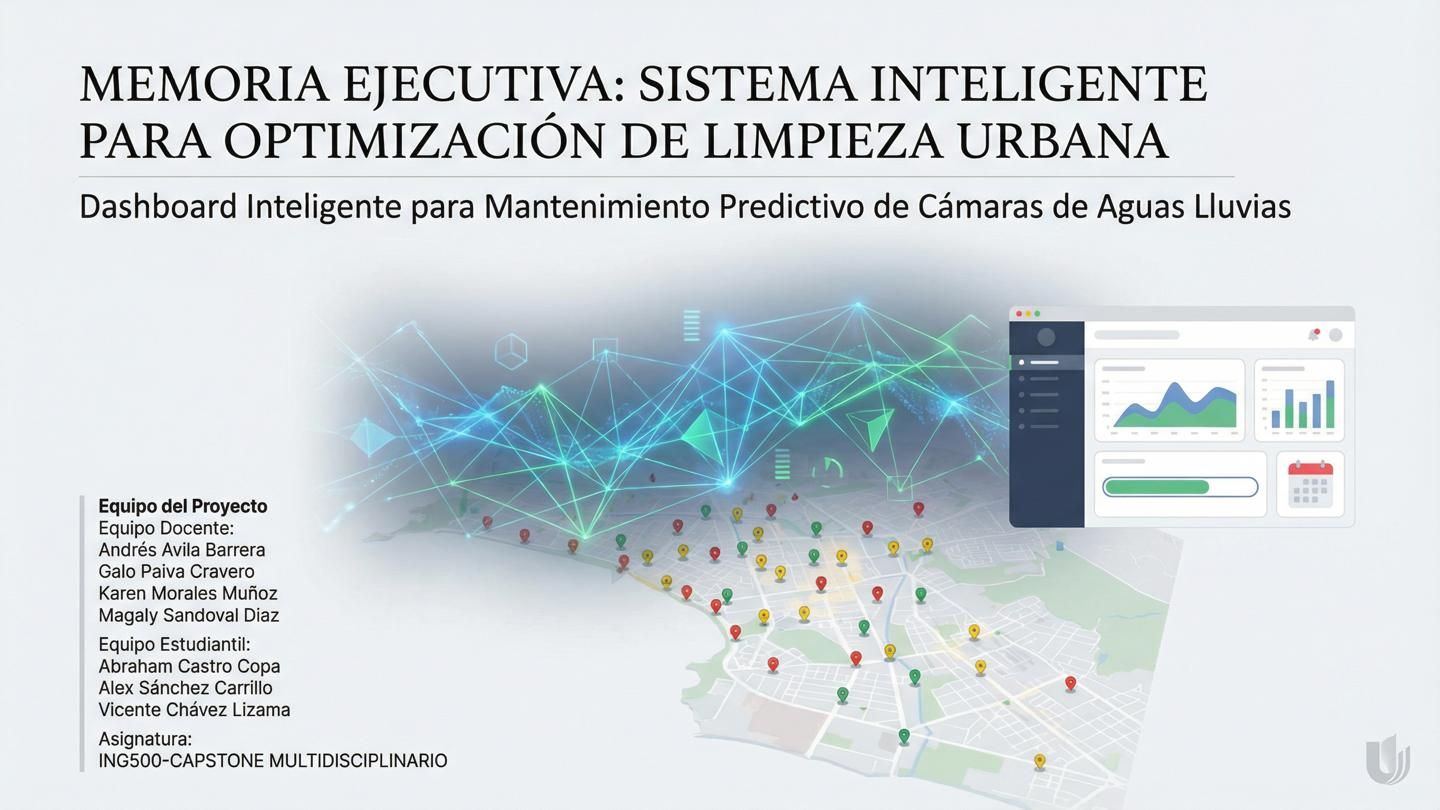 MEMORIA EJECUTIVA: SISTEMA INTELIGENTE
PARA OPTIMIZACIÓN DE LIMPIEZA URBANA
Dashboard Inteligente para Mantenimiento Predictivo de Cámaras de Aguas Lluvias
Equipo del Proyecto
Equipo Docente:
Andrés Avila Barrera
Galo Paiva Cravero
Karen Morales Muñoz
Magaly Sandoval Diaz
Equipo Estudiantil:
Abraham Castro Copa
Alex Sánchez Carrillo
Vicente Chávez Lizama
Asignatura:
ING500-CAPSTONE MULTIDISCIPLINARIO